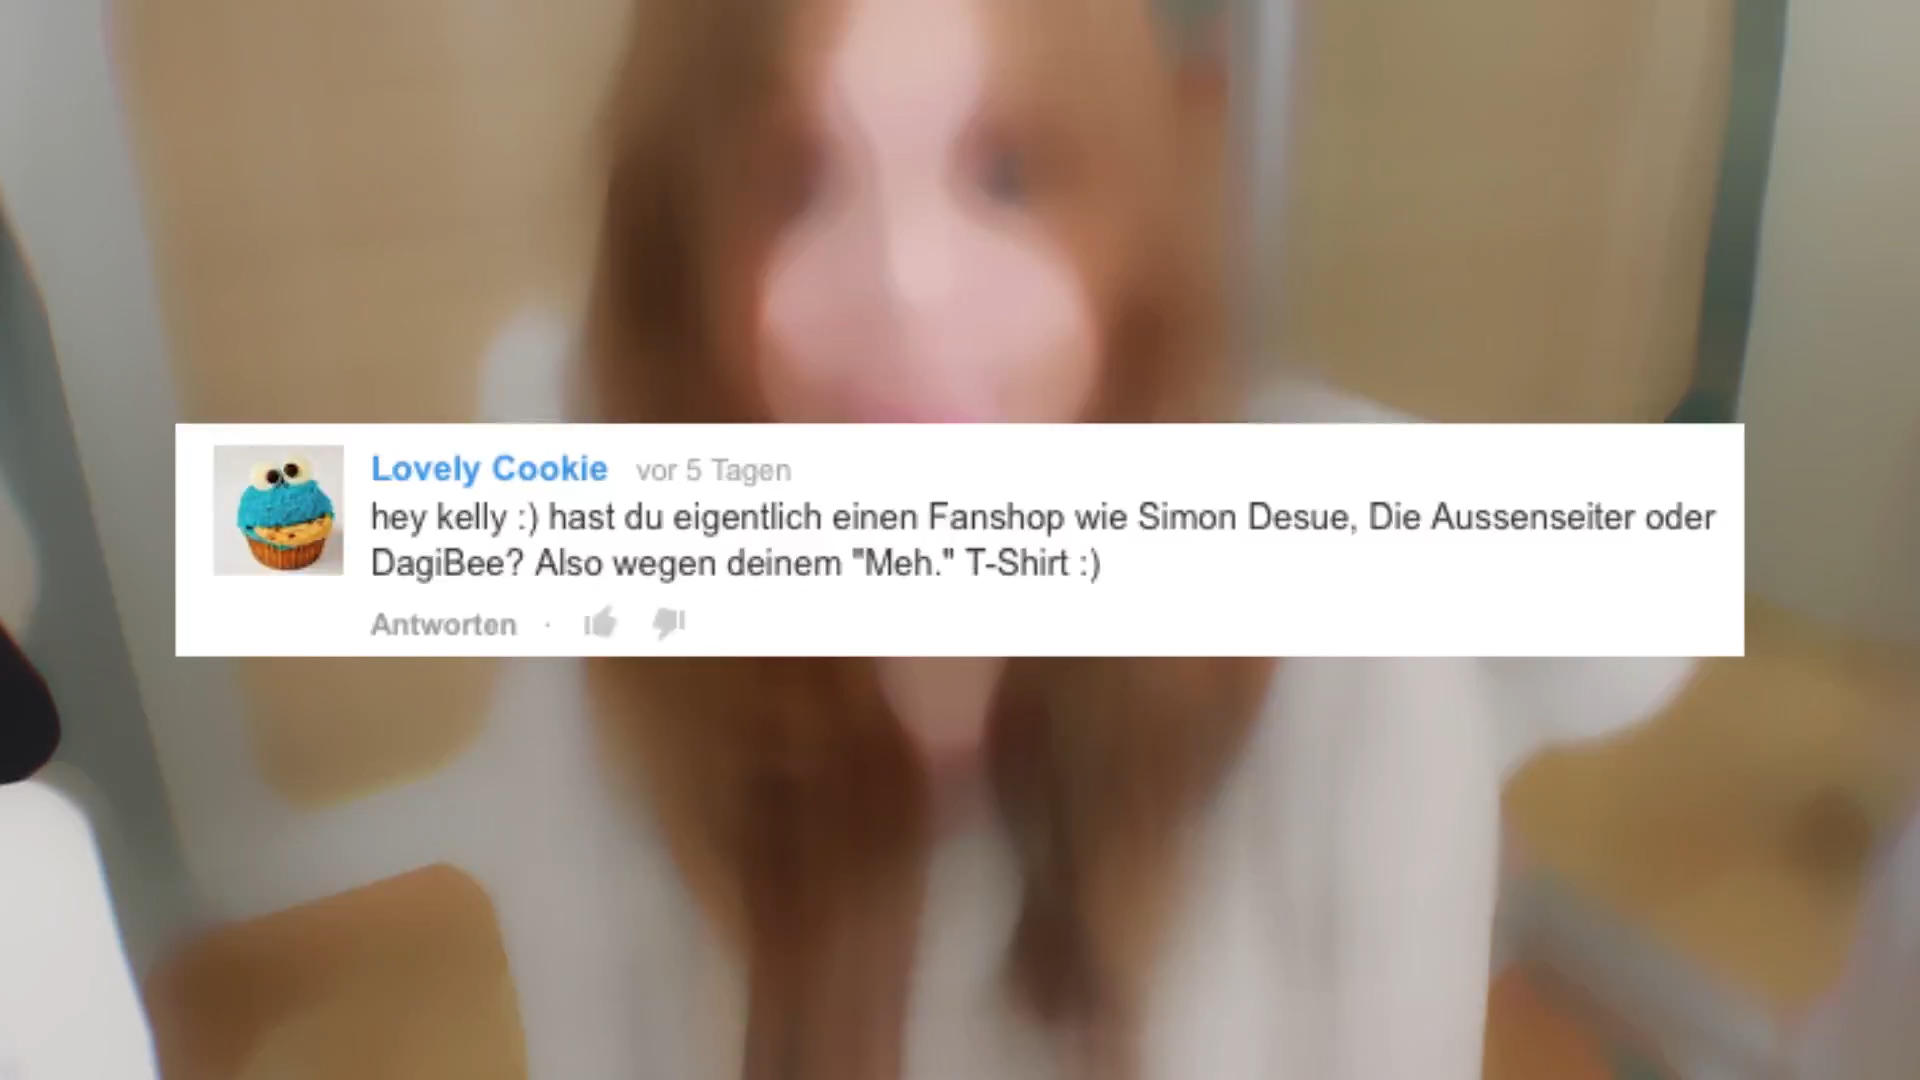 Lovely Cookie vor 5 Tagen
hey kelly :) hast du eigentlich einen Fanshop wie Simon Desue, Die Aussenseiter oder
DagiBee? Also wegen deinem "Meh." T-Shirt :)
Antworten ·